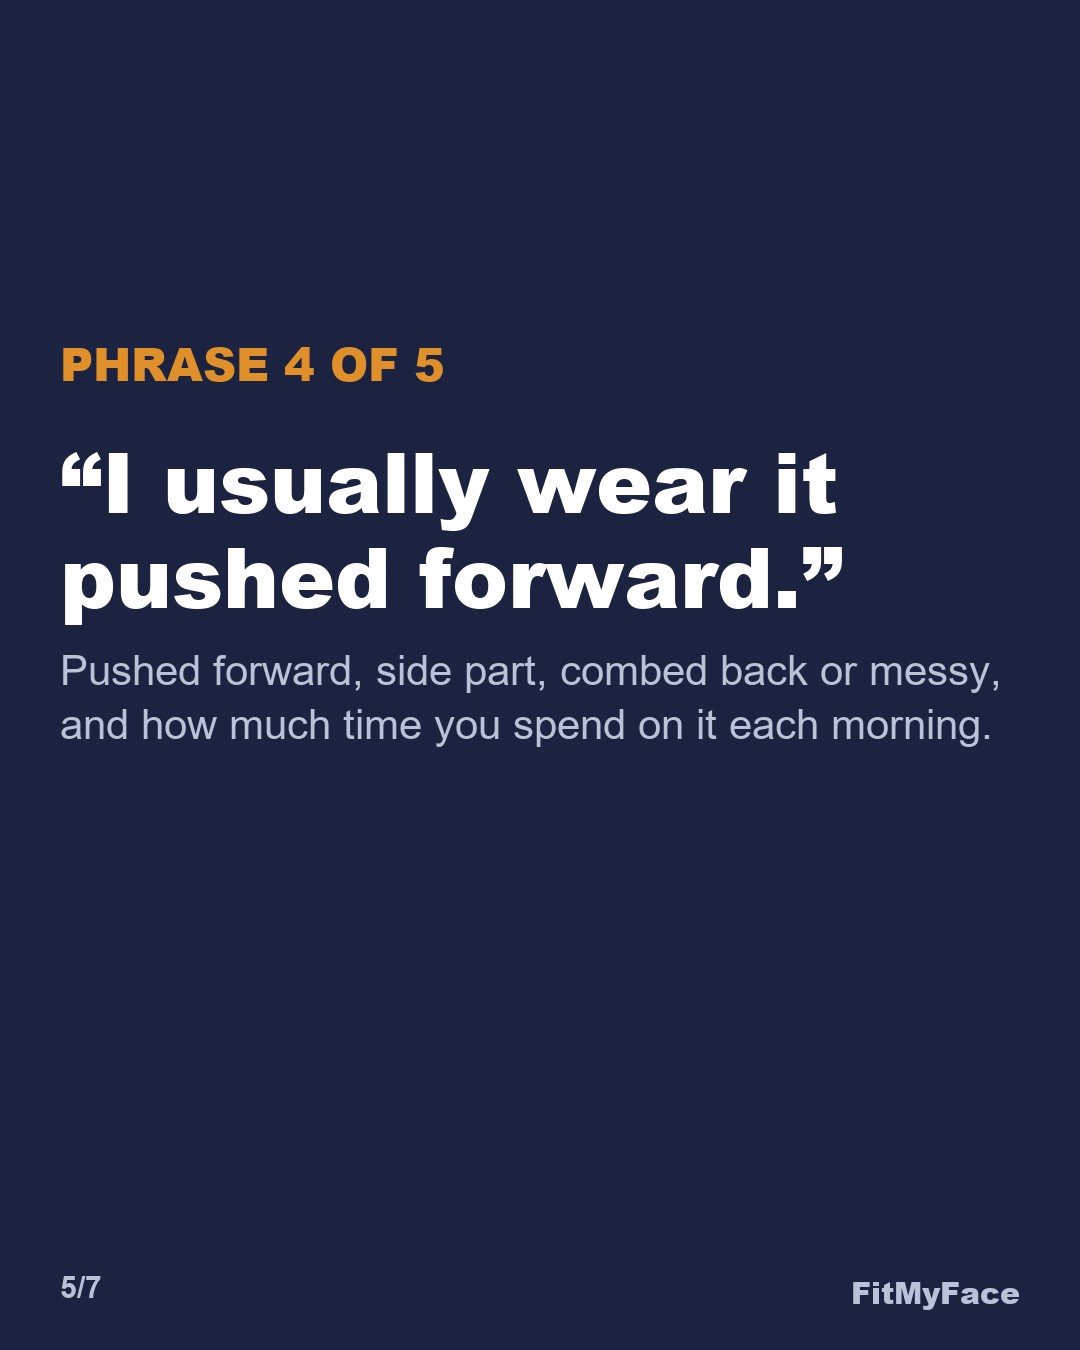 PHRASE 4 OF 5
“I usually wear it
pushed forward.”
Pushed forward, side part, combed back or messy,
and how much time you spend on it each morning.
5/7
FitMyFace